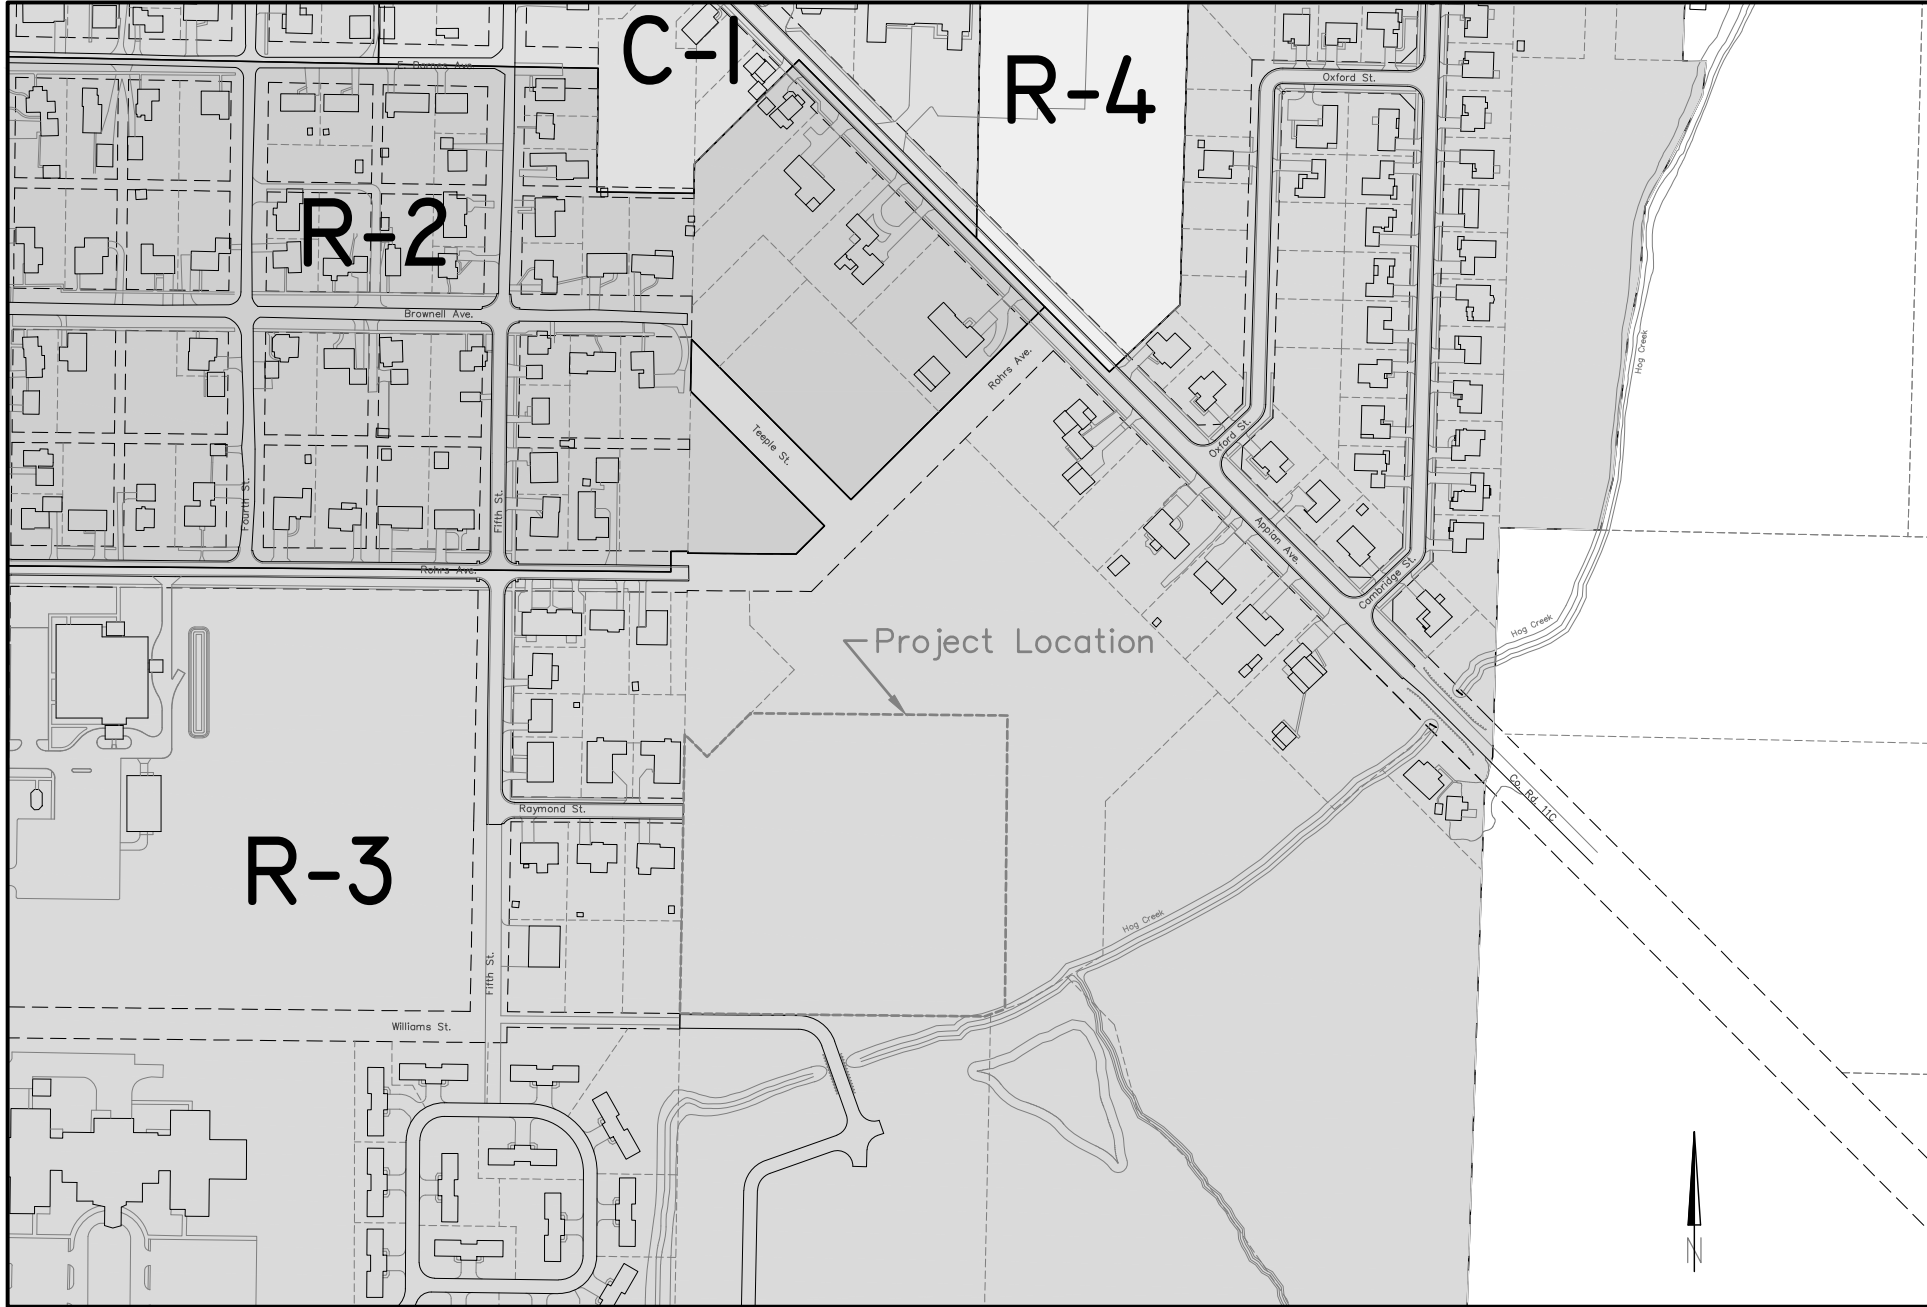 C-1
E. Barnes Ave.
R-4
Oxford St.
R-2
Brownell Ave.
Rohrs Ave.
Hog Creek
Teeple St.
Oxford St.
Fourth St.
Fifth St.
Appian Ave.
Rohrs Ave.
Cambridge St.
Hog Creek
Project Location
Co. Rd. 11C
Raymond St.
R-3
Hog Creek
Fifth St.
Williams St.
N